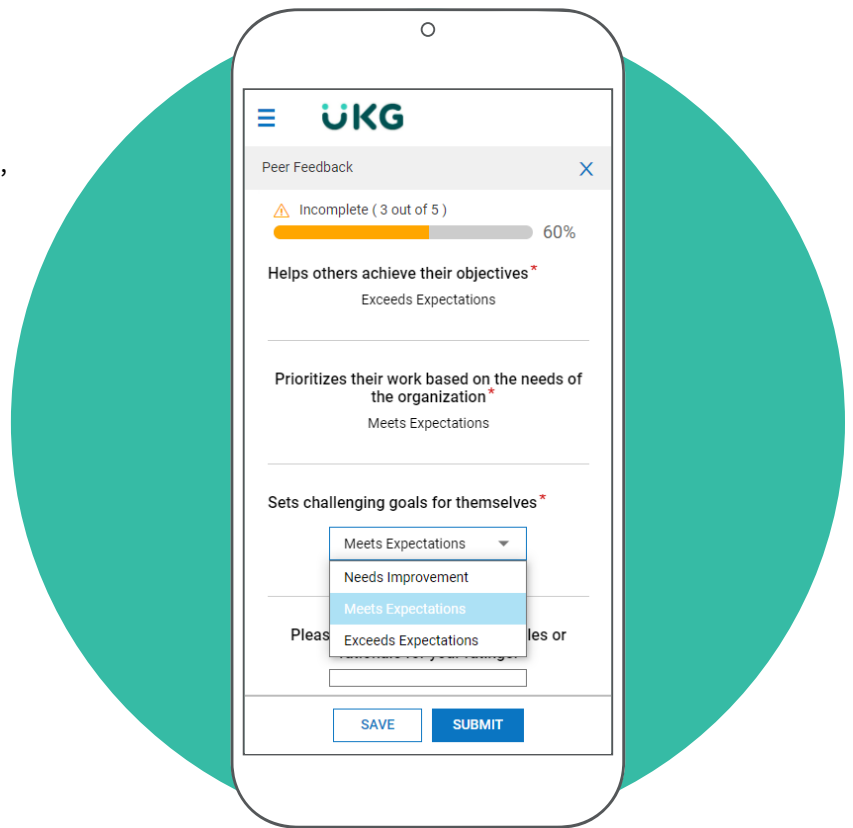 ,
UKG
Peer Feedback
X
Incomplete ( 3 out of 5 )
60%
Helps others achieve their objectives*
Exceeds Expectations
Prioritizes their work based on the needs of
the organization*
Meets Expectations
Sets challenging goals for themselves*
Meets Expectations
Needs Improvement
Meets Expectations
Exceeds Expectations
SAVE
SUBMIT